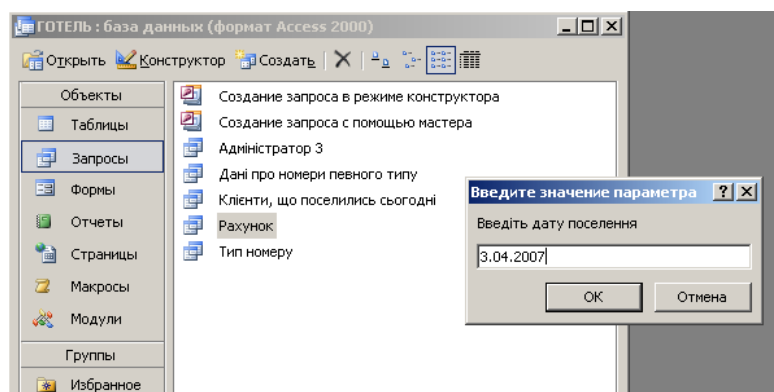 ГОТЕЛЬ : база данных (формат Access 2000)
Открыть Конструктор Создать
Объекты
Таблицы
Запросы
Формы
Отчеты
Страницы
Макросы
Модули
Группы
Избранное
Создание запроса в режиме конструктора
Создание запроса с помощью мастера
Адміністратор 3
Дані про номери певного типу
Клієнти, що поселились сьогодні
Рахунок
Тип номеру
Введите значение параметра
Введіть дату поселення
3.04.2007
ОК Отмена